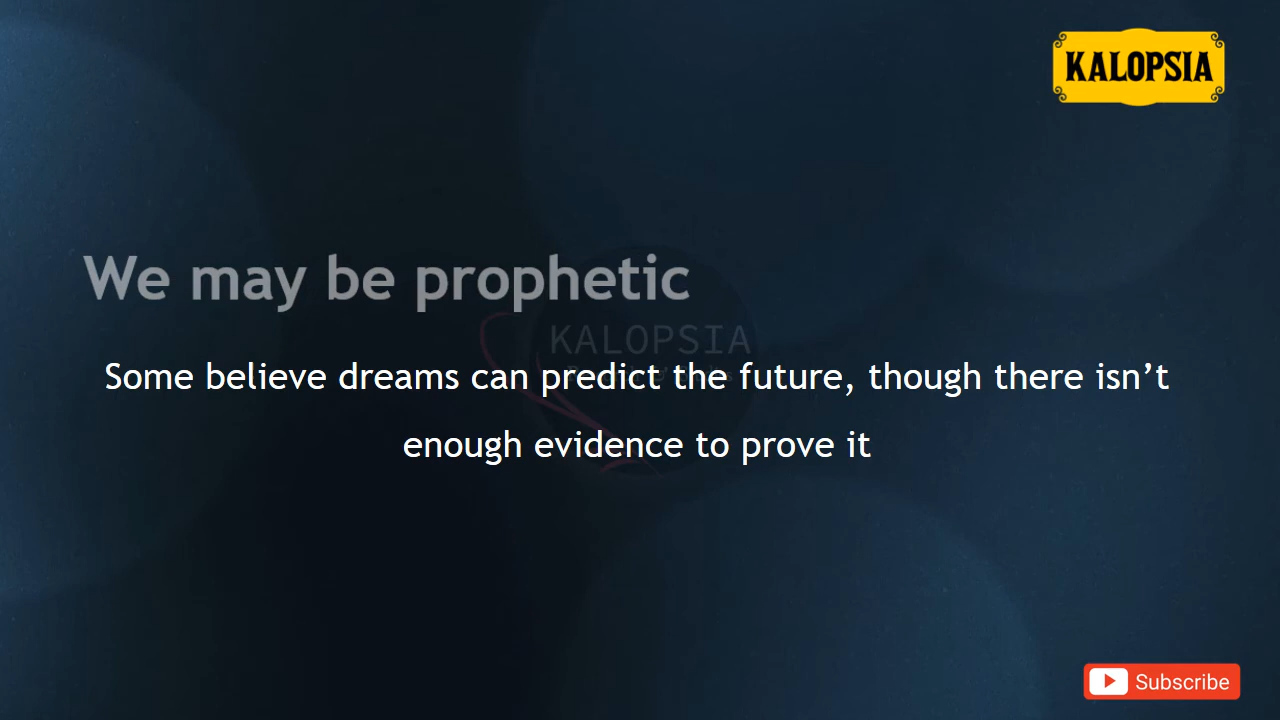 KALOPSIA
We may be prophetic
KALOPSIA
Some believe dreams can predict the future, though there isn’t
enough evidence to prove it
Subscribe